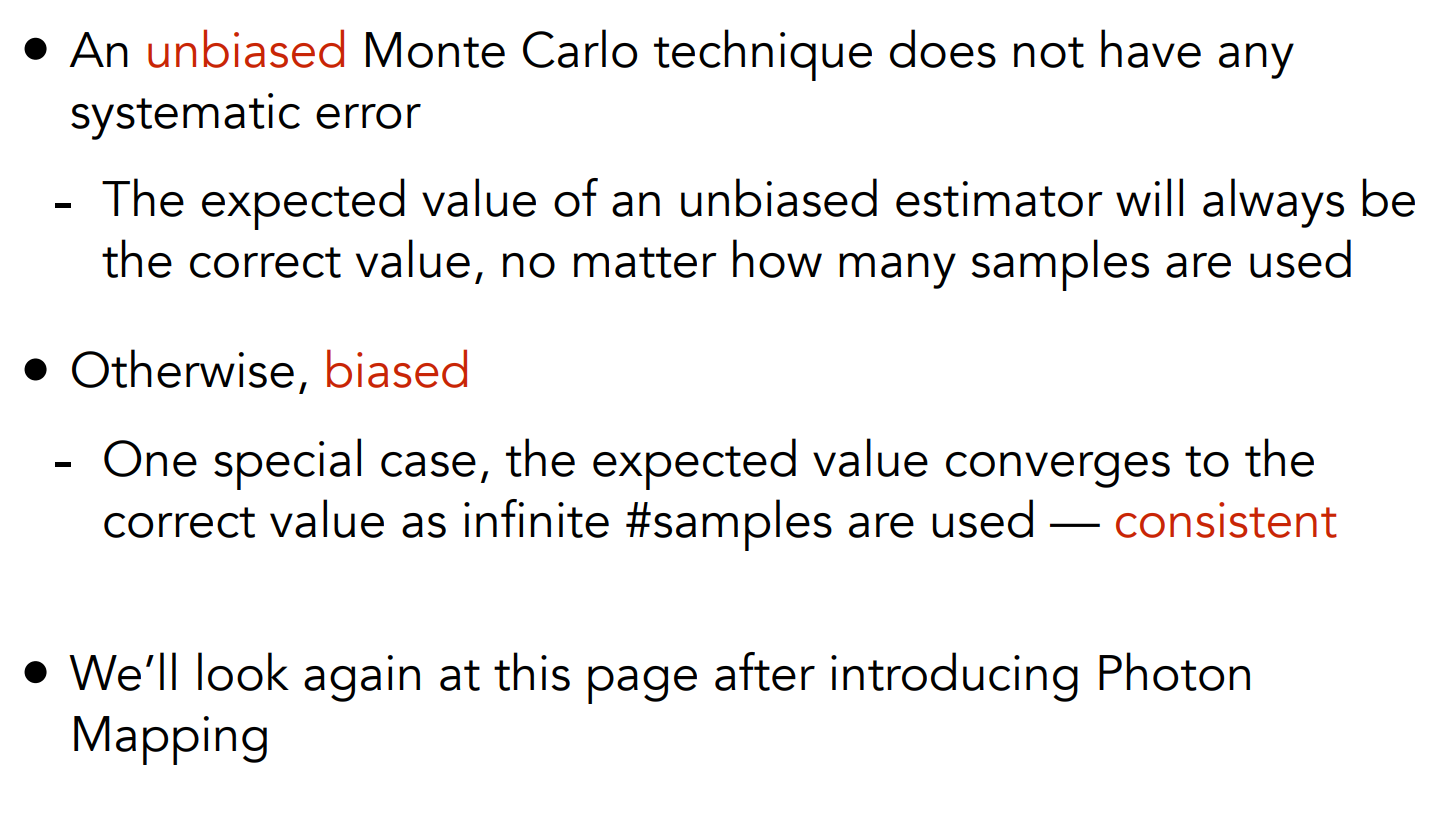 • An unbiased Monte Carlo technique does not have any
systematic error
- The expected value of an unbiased estimator will always be
the correct value, no matter how many samples are used
• Otherwise, biased
- One special case, the expected value converges to the
correct value as infinite #samples are used — consistent
• We’ll look again at this page after introducing Photon
Mapping